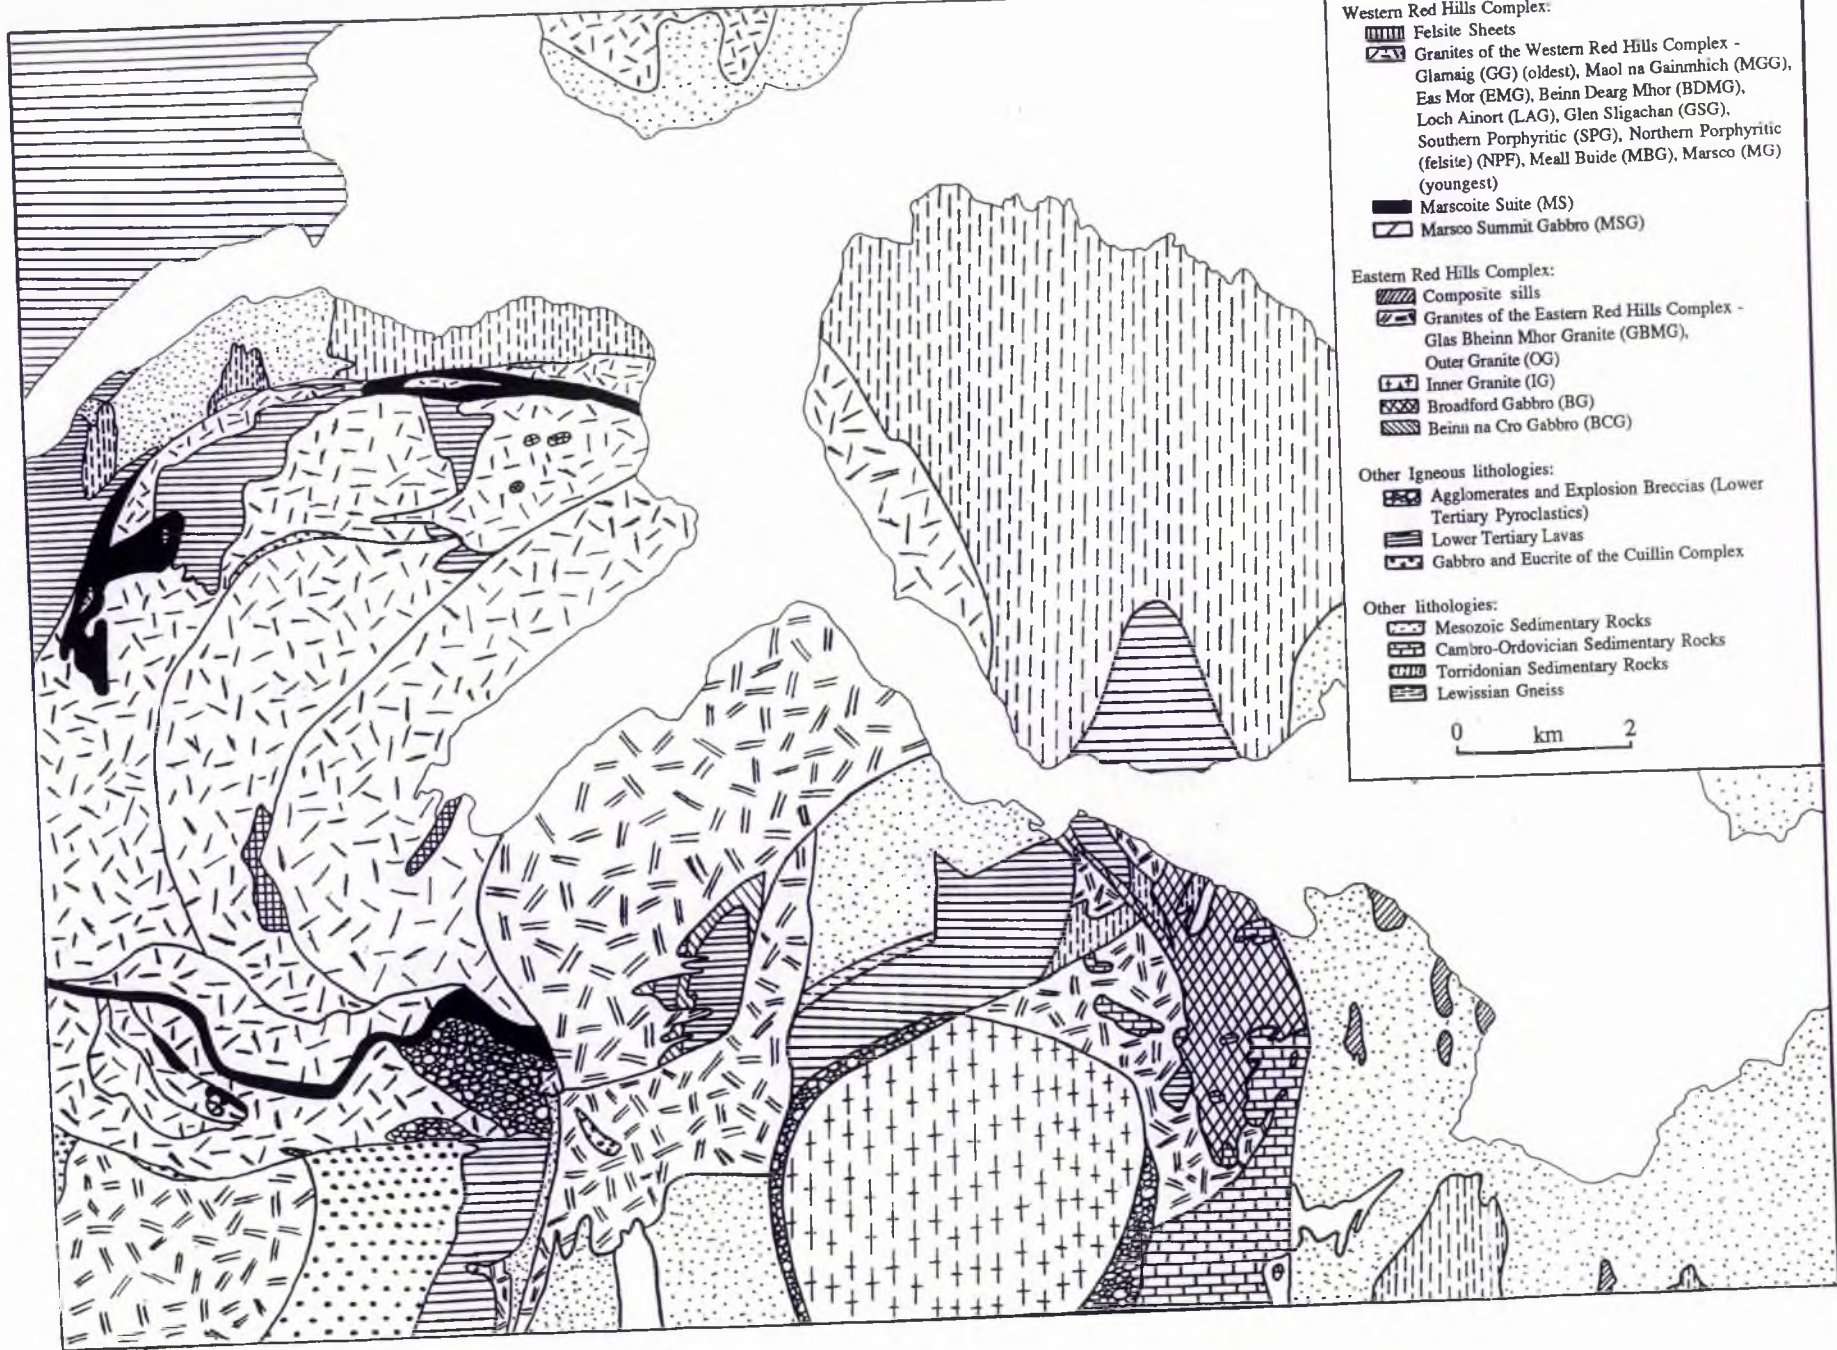 Western Red Hills Complex:
Felsite Sheets
Granites of the Western Red Hills Complex -
Glamaig (GG) (oldest), Maol na Gainmhich (MGG),
Eas Mor (EMG), Beinn Dearg Mhor (BDMG),
Loch Ainort (LAG), Glen Sligachan (GSG),
Southern Porphyritic (SPG), Northern Porphyritic
(felsite) (NPF), Meall Buide (MBG), Marsco (MG)
(youngest)
Marscoite Suite (MS)
Marsco Summit Gabbro (MSG)
Eastern Red Hills Complex:
Composite sills
Granites of the Eastern Red Hills Complex -
Glas Bheinn Mhor Granite (GBMG),
Outer Granite (OG)
Inner Granite (IG)
Broadford Gabbro (BG)
Beinn na Cro Gabbro (BCG)
Other Igneous lithologies:
Agglomerates and Explosion Breccias (Lower
Tertiary Pyroclastics)
Lower Tertiary Lavas
Gabbro and Eucrite of the Cuillin Complex
Other lithologies:
Mesozoic Sedimentary Rocks
Cambro-Ordovician Sedimentary Rocks
Torridonian Sedimentary Rocks
Lewissian Gneiss
0 km 2